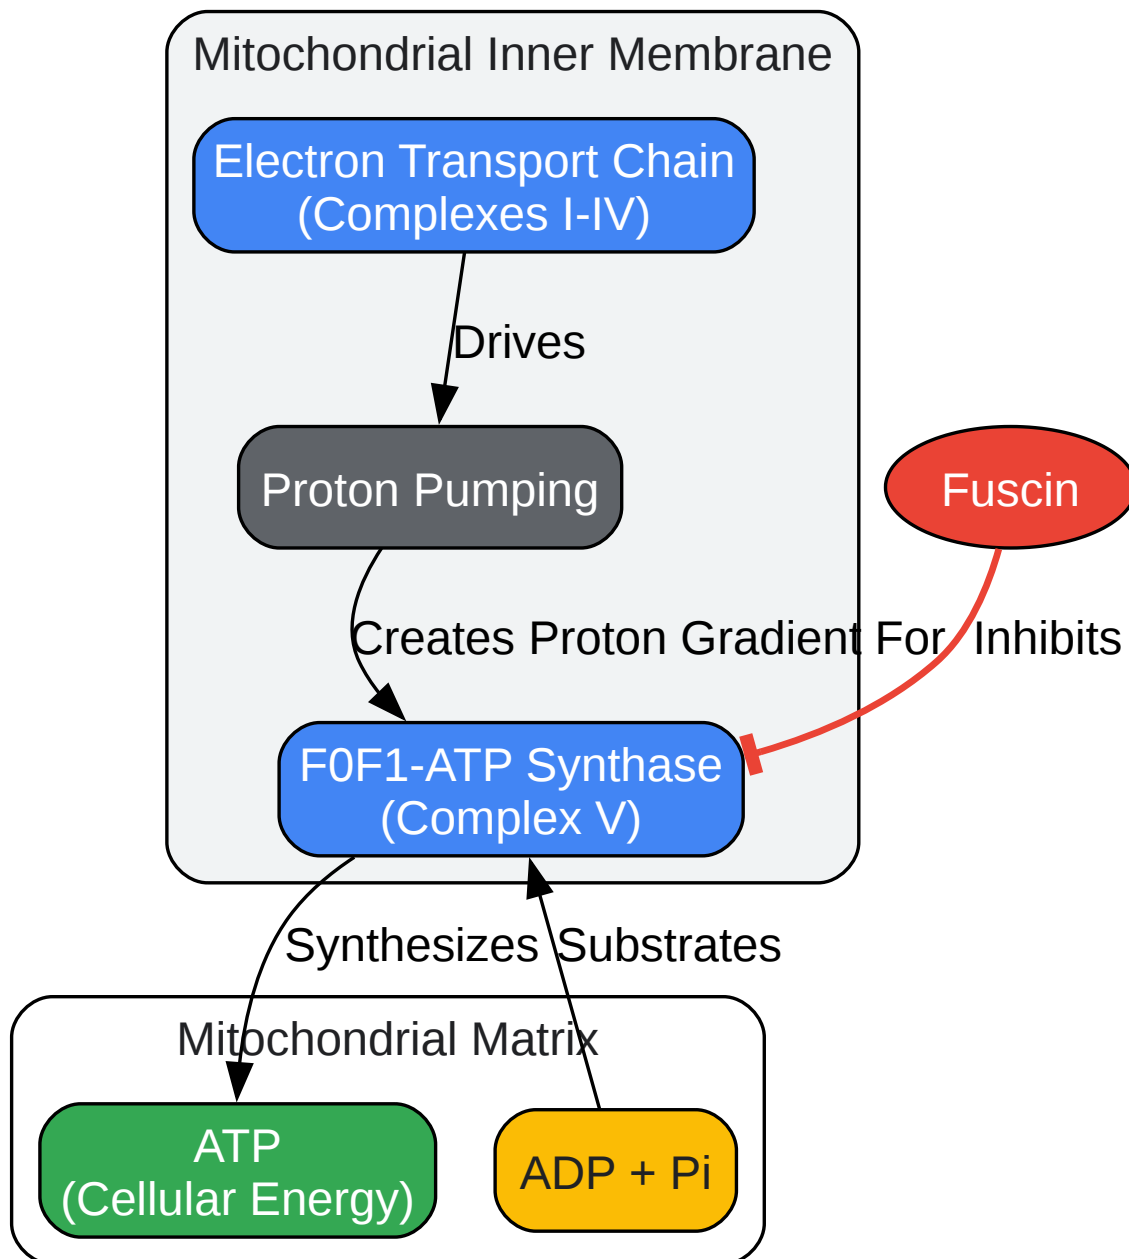 Mitochondrial Inner Membrane
Electron Transport Chain
(Complexes I-IV)
Drives
Proton Pumping
Fuscin
Creates Proton Gradient For
Inhibits
F0F1-ATP Synthase
(Complex V)
Synthesizes
Substrates
Mitochondrial Matrix
ATP
(Cellular Energy)
ADP + Pi